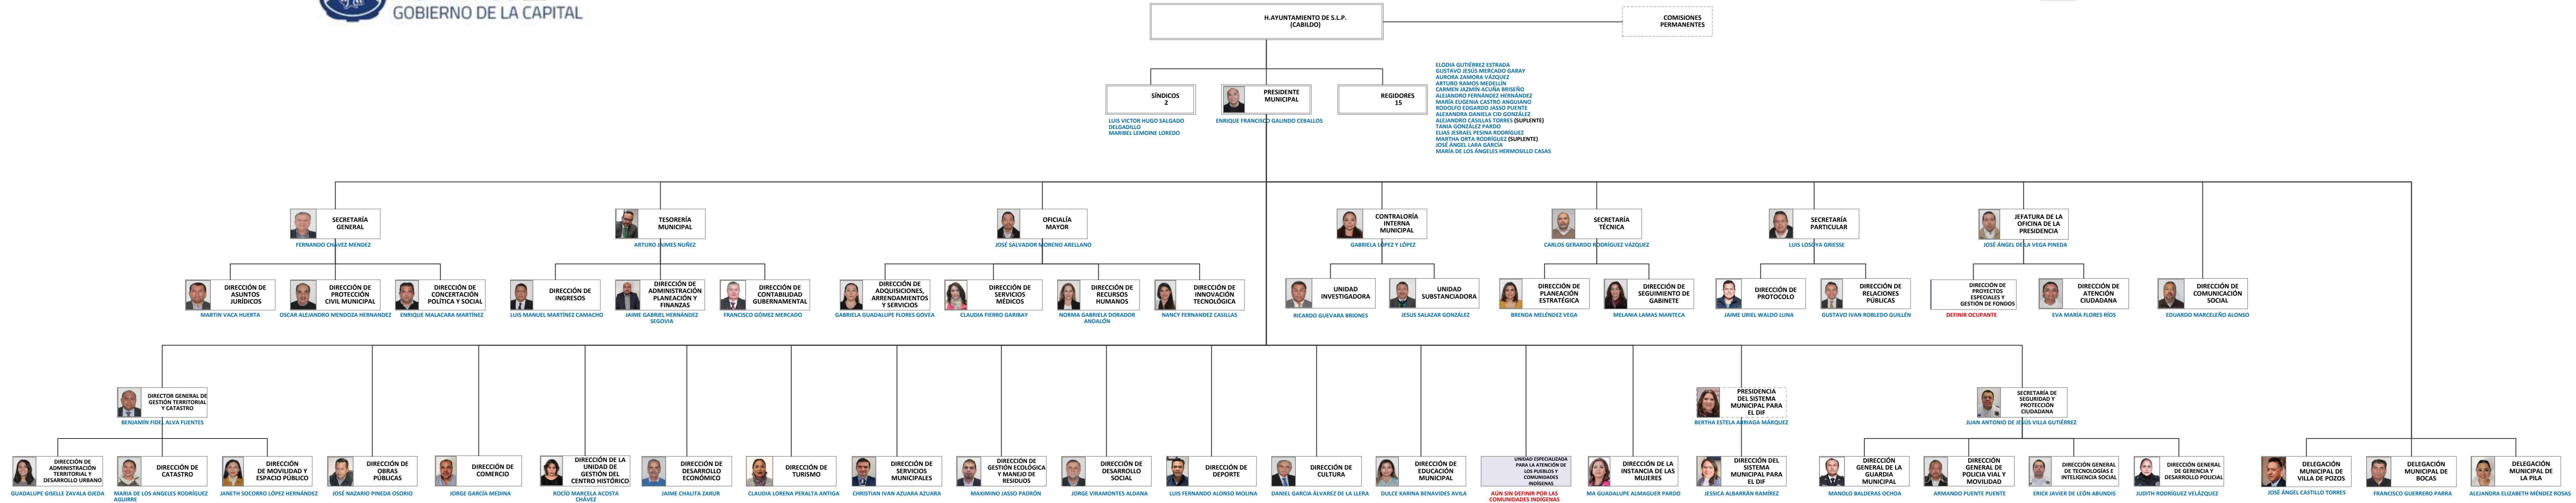 GOBIERNO DE LA CAPITAL
H.AYUNTAMIENTO DE S.L.P.
(CABILDO)
COMISIONES
PERMANENTES
SÍNDICOS
2
LUIS VICTOR HUGO SALGADO
DELGADILLO
MARIBEL LEMOINE LOREDO
PRESIDENTE
MUNICIPAL
ENRIQUE FRANCISCO GALINDO CEBALLOS
REGIDORES
15
ELODIA GUTIÉRREZ ESTRADA
GUSTAVO JESÚS MERCADO GARAY
AURORA ZAMORA VÁZQUEZ
ARTURO RAMOS MEDELLÍN
CARMEN JAZMÍN ACUÑA BRISEÑO
ALEJANDRO FERNÁNDEZ HERNÁNDEZ
MARÍA EUGENIA CASTRO ANGUIANO
RODOLFO EDGARDO JASSO PUENTE
ALEXANDRA DANIELA CID GONZÁLEZ
ALEJANDRO CASILLAS TORRES (SUPLENTE)
TANIA GONZÁLEZ PARDO
ELIAS JESRAEL PESINA RODRÍGUEZ
MARTHA ORTA RODRÍGUEZ (SUPLENTE)
JOSÉ ÁNGEL LARA GARCÍA
MARÍA DE LOS ÁNGELES HERMOSILLO CASAS
SECRETARÍA
GENERAL
FERNANDO CHAVEZ MENDEZ
TESORERÍA
MUNICIPAL
ARTURO JAIMES NUÑEZ
OFICIALÍA
MAYOR
JOSÉ SALVADOR MORENO ARELLANO
CONTRALORÍA
INTERNA
MUNICIPAL
GABRIELA LÓPEZ Y LÓPEZ
SECRETARÍA
TÉCNICA
CARLOS GERARDO RODRÍGUEZ VÁZQUEZ
SECRETARÍA
PARTICULAR
LUIS LOSOYA GRIESSE
JEFATURA DE LA
OFICINA DE LA
PRESIDENCIA
JOSÉ ÁNGEL DE LA VEGA PINEDA
DIRECCIÓN DE
ASUNTOS
JURÍDICOS
MARTIN VACA HUERTA
DIRECCIÓN DE
PROTECCIÓN
CIVIL MUNICIPAL
OSCAR ALEJANDRO MENDOZA HERNANDEZ
DIRECCIÓN DE
CONCERTACIÓN
POLÍTICA Y SOCIAL
ENRIQUE MALACARA MARTÍNEZ
DIRECCIÓN DE
INGRESOS
LUIS MANUEL MARTÍNEZ CAMACHO
DIRECCIÓN DE
ADMINISTRACIÓN
PLANEACIÓN Y
FINANZAS
JAIME GABRIEL HERNÁNDEZ
SEGOVIA
DIRECCIÓN DE
CONTABILIDAD
GUBERNAMENTAL
FRANCISCO GÓMEZ MERCADO
DIRECCIÓN DE
ADQUISICIONES,
ARRENDAMIENTOS
Y SERVICIOS
GABRIELA GUADALUPE FLORES GOVEA
DIRECCIÓN DE
SERVICIOS
MÉDICOS
CLAUDIA FIERRO GARIBAY
DIRECCIÓN DE
RECURSOS
HUMANOS
NORMA GABRIELA DORADOR
ANDALÓN
DIRECCIÓN DE
INNOVACIÓN
TECNOLÓGICA
NANCY FERNANDEZ CASILLAS
UNIDAD
INVESTIGADORA
RICARDO GUEVARA BRIONES
UNIDAD
SUBSTANCIADORA
JESUS SALAZAR GONZÁLEZ
DIRECCIÓN DE
PLANEACIÓN
ESTRATÉGICA
BRENDA MELÉNDEZ VEGA
DIRECCIÓN DE
SEGUIMIENTO DE
GABINETE
MELANIA LAMAS MANTECA
DIRECCIÓN DE
PROTOCOLO
JAIME URIEL WALDO LUNA
DIRECCIÓN DE
RELACIONES
PÚBLICAS
GUSTAVO IVAN ROBLEDO GUILLÉN
DIRECCIÓN DE
PROYECTOS
ESPECIALES Y
GESTIÓN DE FONDOS
DEFINIR OCUPANTE
DIRECCIÓN DE
ATENCIÓN
CIUDADANA
EVA MARÍA FLORES RÍOS
DIRECCIÓN DE
COMUNICACIÓN
SOCIAL
EDUARDO MARCELEÑO ALONSO
DIRECTOR GENERAL DE
GESTIÓN TERRITORIAL
Y CATASTRO
BENJAMÍN FIDEL ALVA FUENTES
PRESIDENCIA
DEL SISTEMA
MUNICIPAL PARA
EL DIF
BERTHA ESTELA ARRIAGA MÁRQUEZ
SECRETARÍA DE
SEGURIDAD Y
PROTECCIÓN
CIUDADANA
JUAN ANTONIO DE JESÚS VILLA GUTIÉRREZ
DIRECCIÓN DE
ADMINISTRACIÓN
TERRITORIAL Y
DESARROLLO URBANO
GUADALUPE GISELLE ZAVALA OJEDA
DIRECCIÓN DE
CATASTRO
MARIA DE LOS ANGELES RODRÍGUEZ
AGUIRRE
DIRECCIÓN
DE MOVILIDAD Y
ESPACIO PÚBLICO
JANETH SOCORRO LÓPEZ HERNÁNDEZ
DIRECCIÓN DE
OBRAS
PÚBLICAS
JOSÉ NAZARIO PINEDA OSORIO
DIRECCIÓN DE
COMERCIO
JORGE GARCÍA MEDINA
DIRECCIÓN DE LA
UNIDAD DE
GESTIÓN DEL
CENTRO HISTÓRICO
ROCÍO MARCELA ACOSTA
CHÁVEZ
DIRECCIÓN DE
DESARROLLO
ECONÓMICO
JAIME CHALITA ZARUR
DIRECCIÓN DE
TURISMO
CLAUDIA LORENA PERALTA ANTIGA
DIRECCIÓN DE
SERVICIOS
MUNICIPALES
CHRISTIAN IVAN AZUARA AZUARA
DIRECCIÓN DE
GESTIÓN ECOLÓGICA
Y MANEJO DE
RESIDUOS
MAXIMINO JASSO PADRÓN
DIRECCIÓN DE
DESARROLLO
SOCIAL
JORGE VIRAMONTES ALDANA
DIRECCIÓN DE
DEPORTE
LUIS FERNANDO ALONSO MOLINA
DIRECCIÓN DE
CULTURA
DANIEL GARCIA ÁLVAREZ DE LA LLERA
DIRECCIÓN DE
EDUCACIÓN
MUNICIPAL
DULCE KARINA BENAVIDES AVILA
UNIDAD ESPECIALIZADA
PARA LA ATENCIÓN DE
LOS PUEBLOS Y
COMUNIDADES
INDÍGENAS
AÚN SIN DEFINIR POR LAS
COMUNIDADES INDÍGENAS
DIRECCIÓN DE LA
INSTANCIA DE LAS
MUJERES
MA GUADALUPE ALMAGUER PARDO
DIRECCIÓN DEL
SISTEMA
MUNICIPAL PARA
EL DIF
JESSICA ALBARRÁN RAMÍREZ
DIRECCIÓN
GENERAL DE LA
GUARDIA
MUNICIPAL
MANOLO BALDERAS OCHOA
DIRECCIÓN
GENERAL DE
POLICIA VIAL Y
MOVILIDAD
ARMANDO PUENTE PUENTE
DIRECCIÓN GENERAL
DE TECNOLOGÍAS E
INTELIGENCIA SOCIAL
ERICK JAVIER DE LEÓN ABUNDIS
DIRECCIÓN GENERAL
DE GERENCIA Y
DESARROLLO POLICIAL
JUDITH RODRÍGUEZ VELÁZQUEZ
DELEGACIÓN
MUNICIPAL DE
VILLA DE POZOS
JOSÉ ÁNGEL CASTILLO TORRES
DELEGACIÓN
MUNICIPAL DE
BOCAS
FRANCISCO GUERRERO PARRA
DELEGACIÓN
MUNICIPAL DE
LA PILA
ALEJANDRA ELIZABETH MÉNDEZ RICO